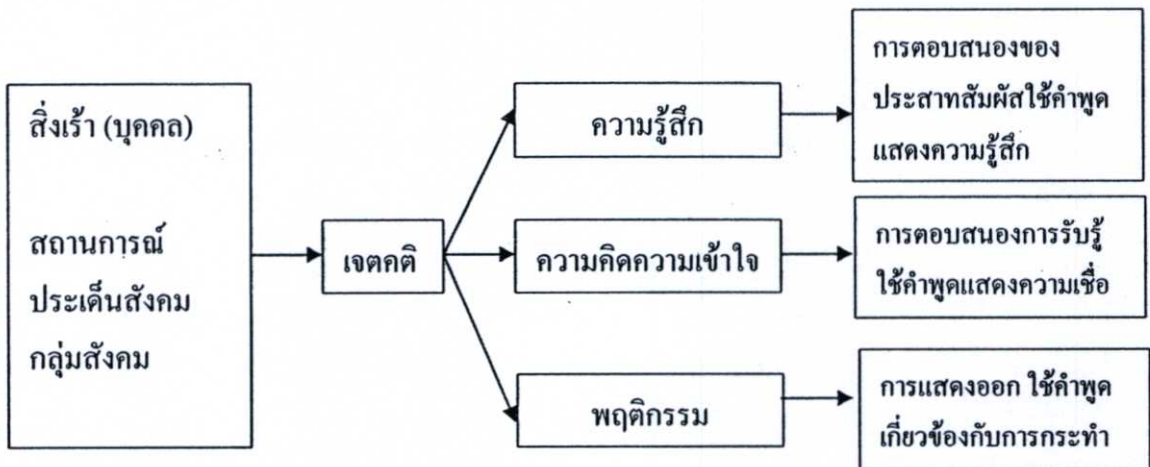 สิ่งเร้า (บุคคล)
สถานการณ์
ประเด็นสังคม
กลุ่มสังคม
เจตคติ
ความรู้สึก
การตอบสนองของ
ประสาทสัมผัสใช้คำพูด
แสดงความรู้สึก
ความคิดความเข้าใจ
การตอบสนองการรับรู้
ใช้คำพูดแสดงความเชื่อ
พฤติกรรม
การแสดงออก ใช้คำพูด
เกี่ยวข้องกับการกระทำ